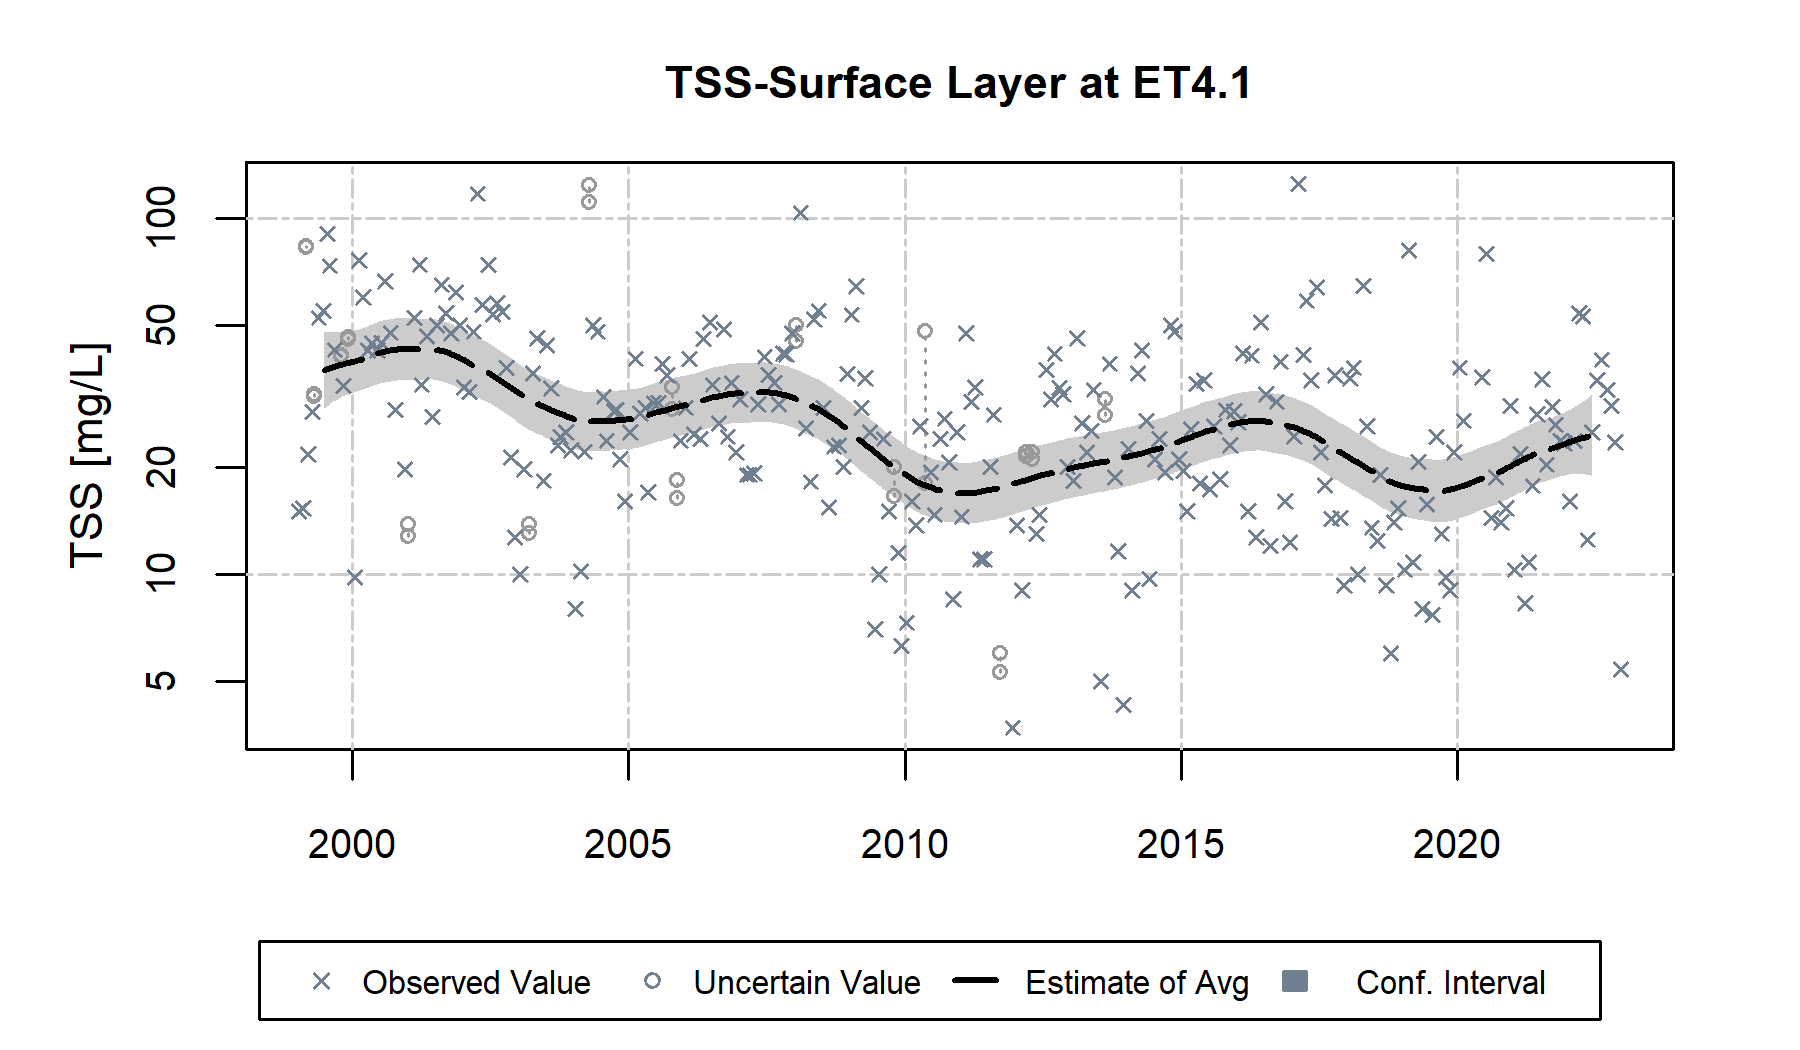 TSS-Surface Layer at ET4.1
TSS [mg/L]
100
50
20
10
5
2000 2005 2010 2015 2020
Observed Value Uncertain Value Estimate of Avg Conf. Interval